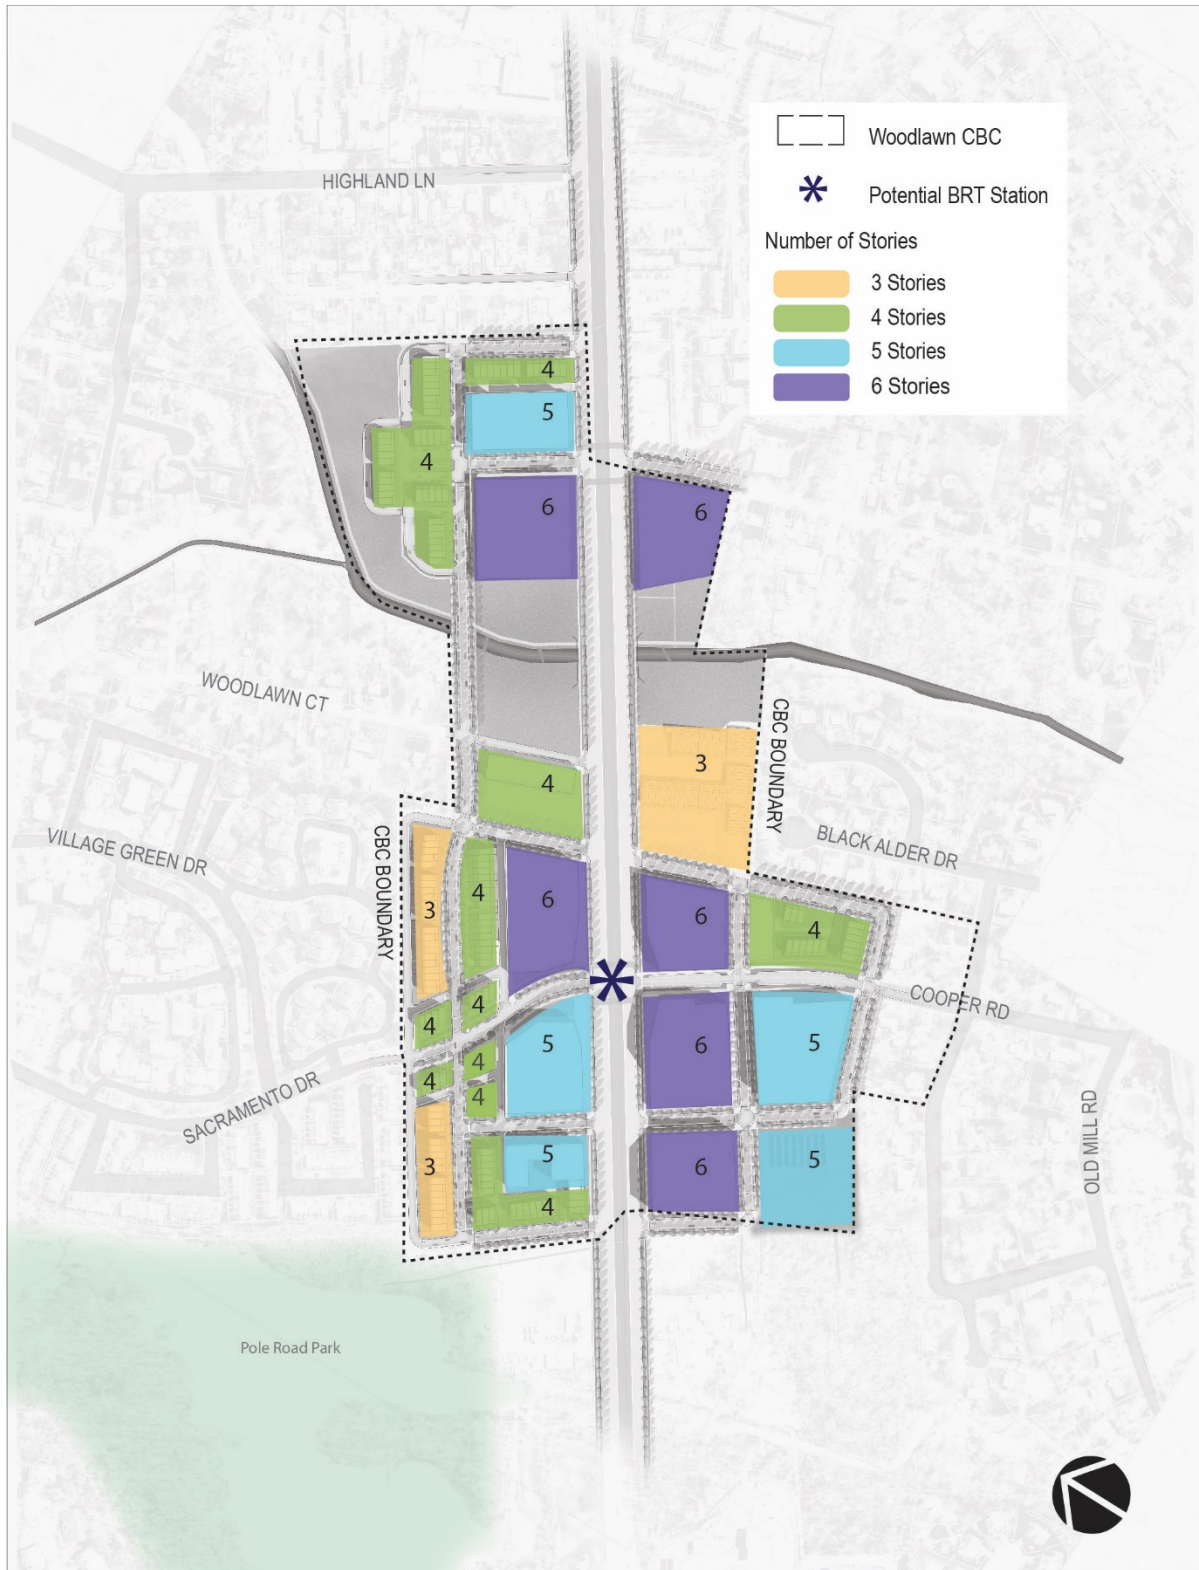 Woodlawn CBC
Potential BRT Station
Number of Stories
3 Stories
4 Stories
5 Stories
6 Stories
HIGHLAND LN
4
5
4
6
6
WOODLAWN CT
CBC BOUNDARY
3
4
BLACK ALDER DR
VILLAGE GREEN DR
CBC BOUNDARY
4
6
6
3
4
COOPER RD
4
4
5
6
5
4
4
4
SACRAMENTO DR
OLD MILL RD
5
6
5
3
4
Pole Road Park